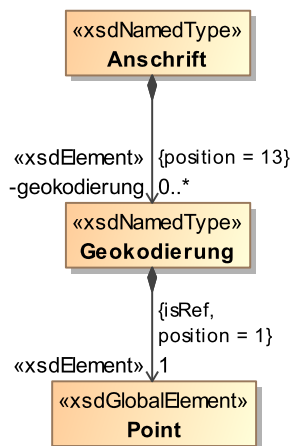 «xsdNamedType»
Anschrift
«xsdElement» {position = 13}
-geokodierung 0..*
«xsdNamedType»
Geokodierung
{isRef,
position = 1}
«xsdElement» 1
«xsdGlobalElement»
Point